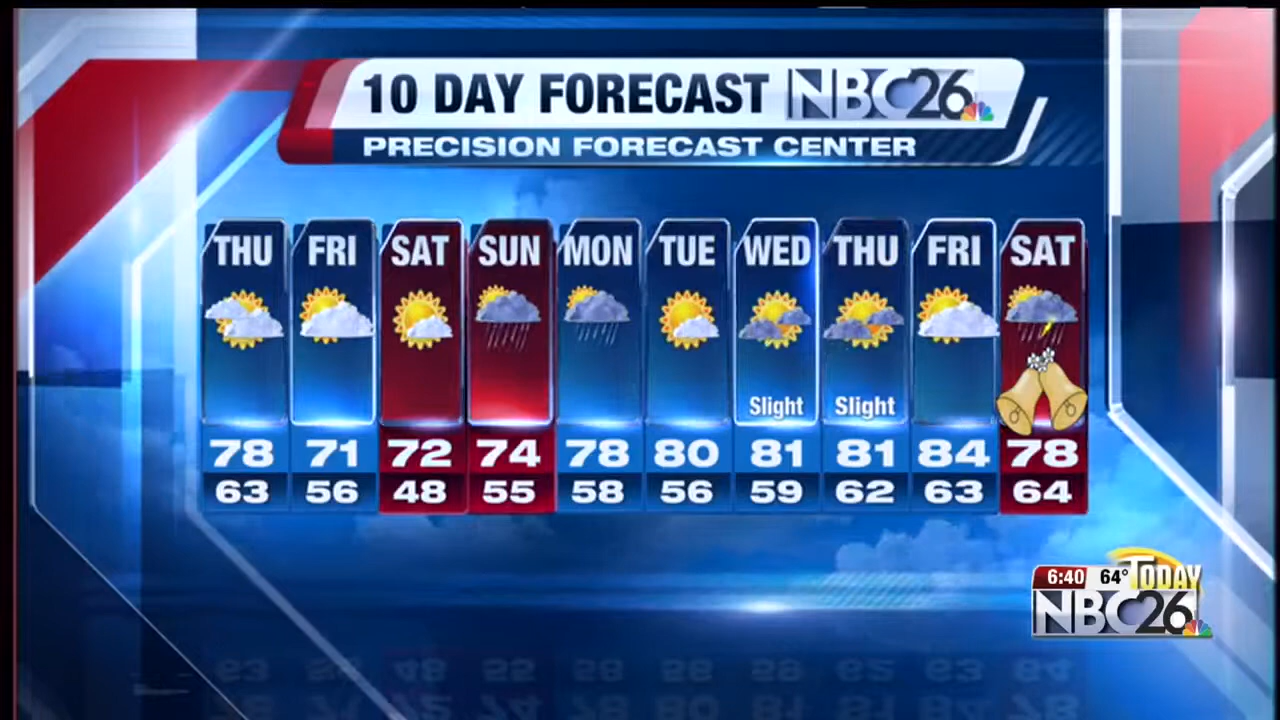 10 DAY FORECAST NBC26
PRECISION FORECAST CENTER
THU FRI SAT SUN MON TUE WED THU FRI SAT
Slight Slight
78 71 72 74 78 80 81 81 84 78
63 56 48 55 58 56 59 62 63 64
6:40 64° TODAY
NBC26